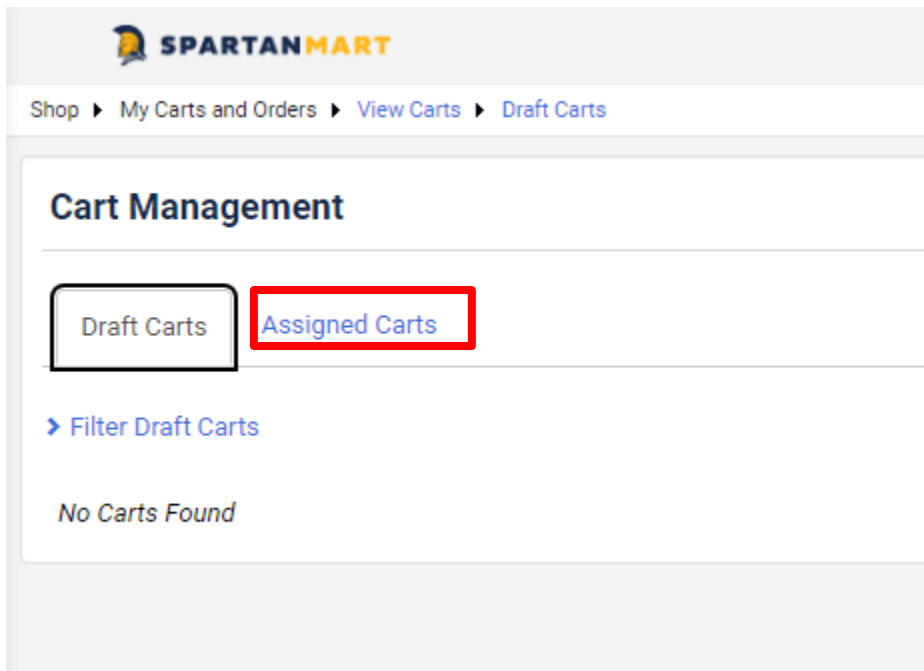 SPARTANMART
Shop My Carts and Orders View Carts Draft Carts
Cart Management
Draft Carts Assigned Carts
Filter Draft Carts
No Carts Found